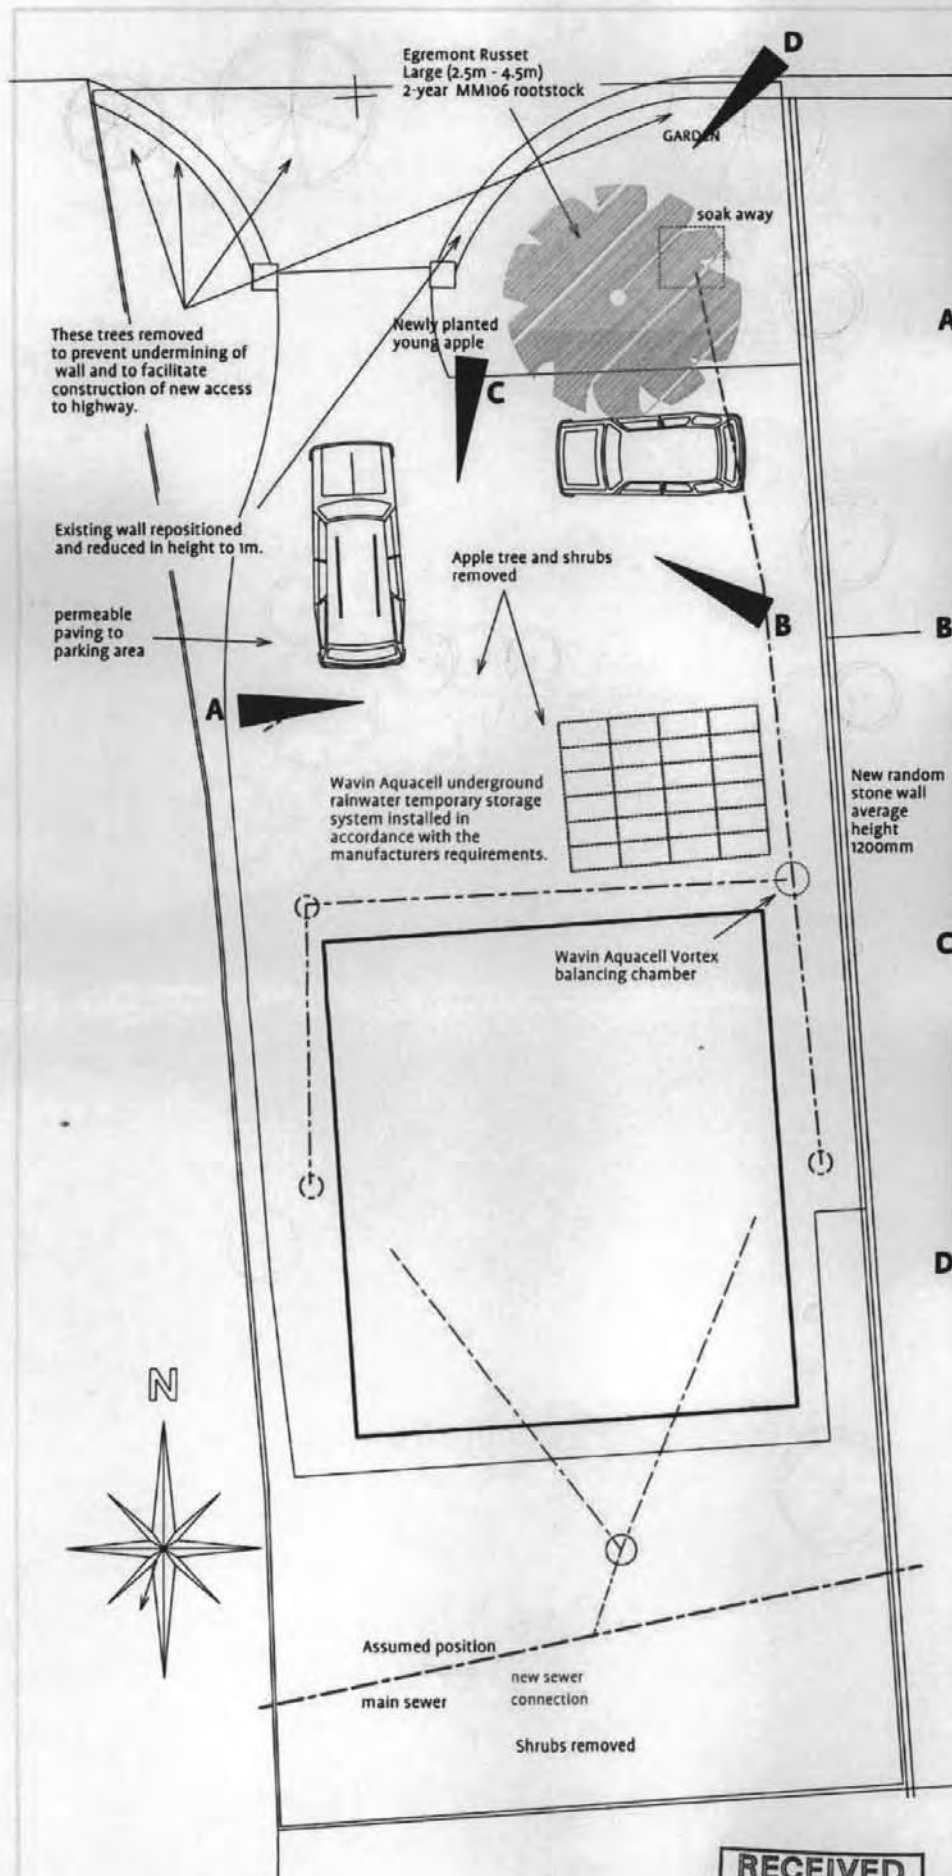 Egremont Russet
Large (2.5m - 4.5m)
2-year MM106 rootstock
D
GARDEN
soak away
These trees removed
to prevent undermining of
wall and to facilitate
construction of new access
to highway.
Newly planted
young apple
C
A
Existing wall repositioned
and reduced in height to 1m.
Apple tree and shrubs
removed
permeable
paving to
parking area
B
B
A
Wavin Aquacell underground
rainwater temporary storage
system installed in
accordance with the
manufacturers requirements.
New random
stone wall
average
height
1200mm
Wavin Aquacell Vortex
balancing chamber
C
D
N
Assumed position
main sewer
new sewer
connection
Shrubs removed
RECEIVED